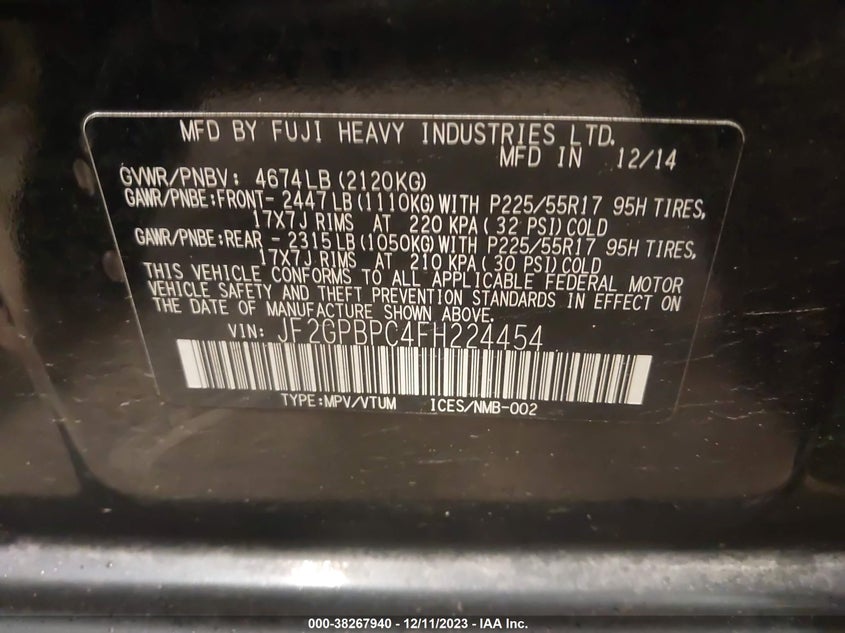 MFD BY FUJI HEAVY INDUSTRIES LTD.
MFD IN 12/14
GVWR/PNBV: 4674LB(2120KG)
GAWR/PNBE:FRONT-2447LB(1110KG)WITH P225/55R17 95H TIRES,
17X7J RIMS AT 220 KPA(32 PSI)COLD
GAWR/PNBE:REAR -2315LB(1050KG)WITH P225/55R17 95H TIRES,
17X7J RIMS AT 210 KPA(30 PSI)COLD
THIS VEHICLE CONFORMS TO ALL APPLICABLE FEDERAL MOTOR
VEHICLE SAFETY AND THEFT PREVENTION STANDARDS IN EFFECT ON
THE DATE OF MANUFACTURE SHOWN ABOVE.
VIN: JF2GPBPC4FH224454
TYPE:MPV/VTUM ICES/NMB-002
000-38267940 - 12/11/2023 - IAA Inc.